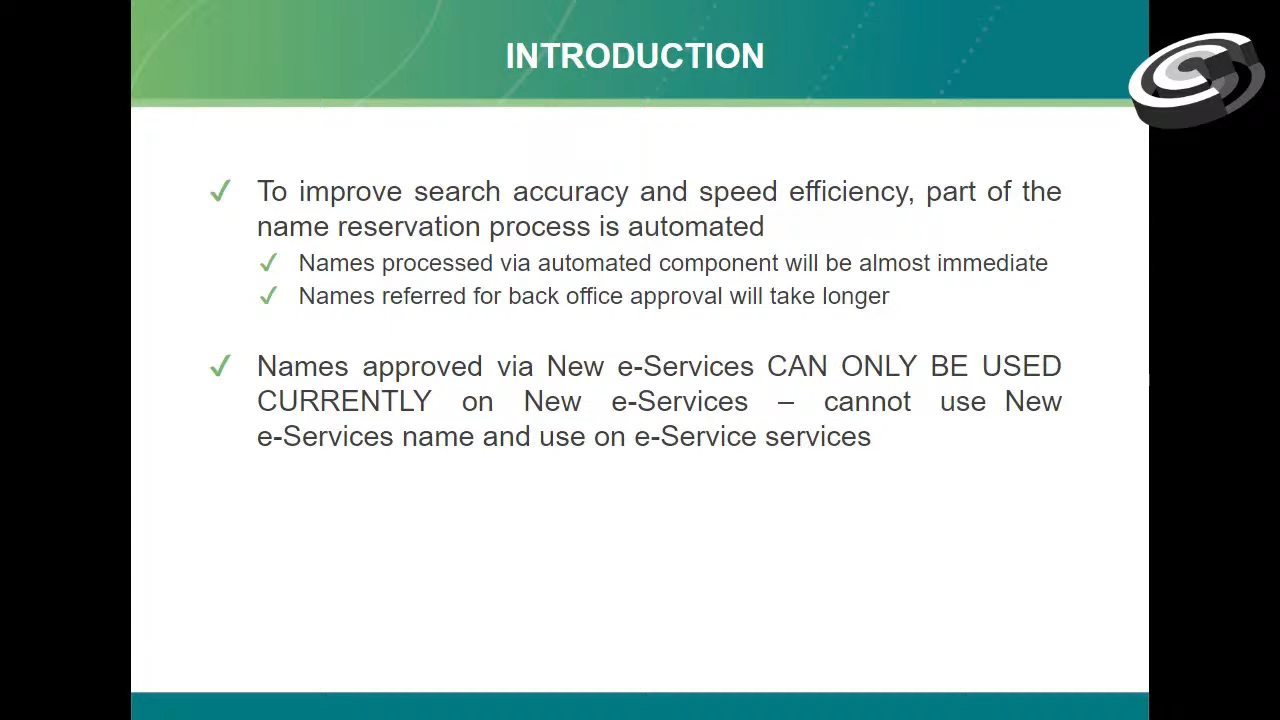 INTRODUCTION
✓ To improve search accuracy and speed efficiency, part of the
name reservation process is automated
✓ Names processed via automated component will be almost immediate
✓ Names referred for back office approval will take longer
✓ Names approved via New e-Services CAN ONLY BE USED
CURRENTLY on New e-Services – cannot use New
e-Services name and use on e-Service services